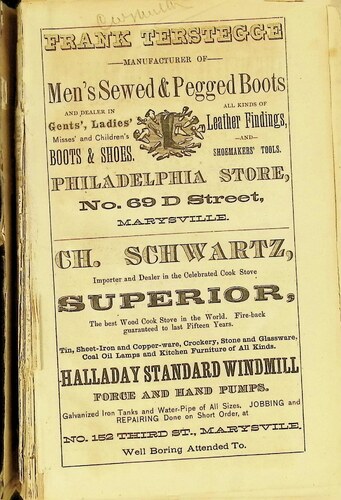 FRANK TERSTEGGE
—MANUFACTURER OF—
Men's Sewed & Pegged Boots
AND DEALER IN
Gents', Ladies'
Misses' and Children's
BOOTS & SHOES.
ALL KINDS OF
Leather Findings,
—AND—
SHOEMAKERS' TOOLS.
PHILADELPHIA STORE,
No. 69 D Street,
MARYSVILLE.
CH. SCHWARTZ,
Importer and Dealer in the Celebrated Cook Stove
SUPERIOR,
The best Wood Cook Stove in the World. Fire-back
guaranteed to last Fifteen Years.
Tin, Sheet-Iron and Copper-ware, Crockery, Stone and Glassware,
Coal Oil Lamps and Kitchen Furniture of All Kinds.
HALLADAY STANDARD WINDMILL
FORCE AND HAND PUMPS.
Galvanized Iron Tanks and Water-Pipe of All Sizes, JOBBING and
REPAIRING Done on Short Order, at
NO. 152 THIRD ST., MARYSVILE.
Well Boring Attended To.